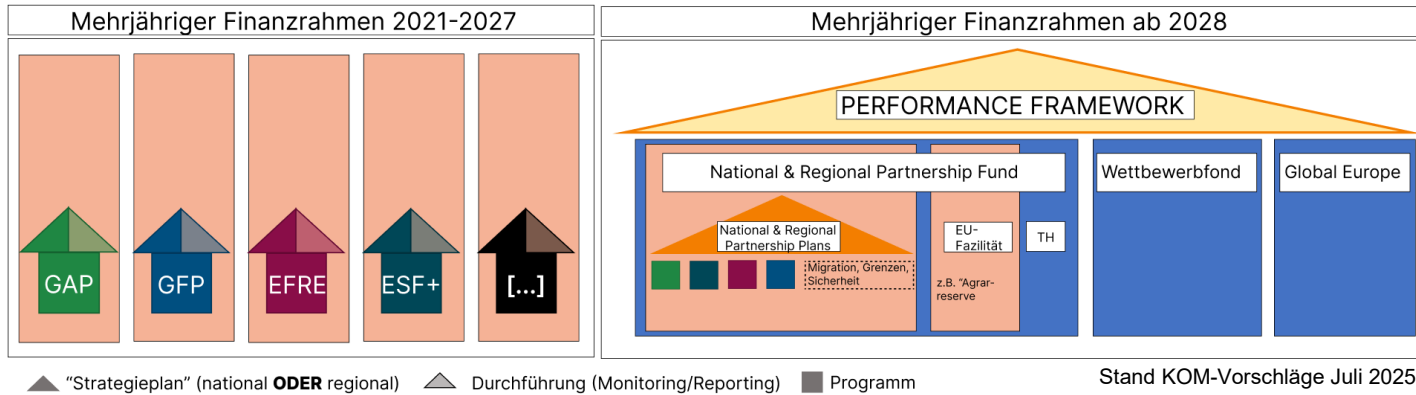 Mehrjähriger Finanzrahmen 2021-2027
GAP
GFP
EFRE
ESF+
[...]
Mehrjähriger Finanzrahmen ab 2028
PERFORMANCE FRAMEWORK
National & Regional Partnership Fund
Wettbewerbfond
Global Europe
National & Regional
Partnership Plans
EU-
Fazilität
TH
Migration, Grenzen,
Sicherheit
z.B. "Agrar-
reserve
"Strategieplan" (national ODER regional)
Durchführung (Monitoring/Reporting)
Programm
Stand KOM-Vorschläge Juli 2025